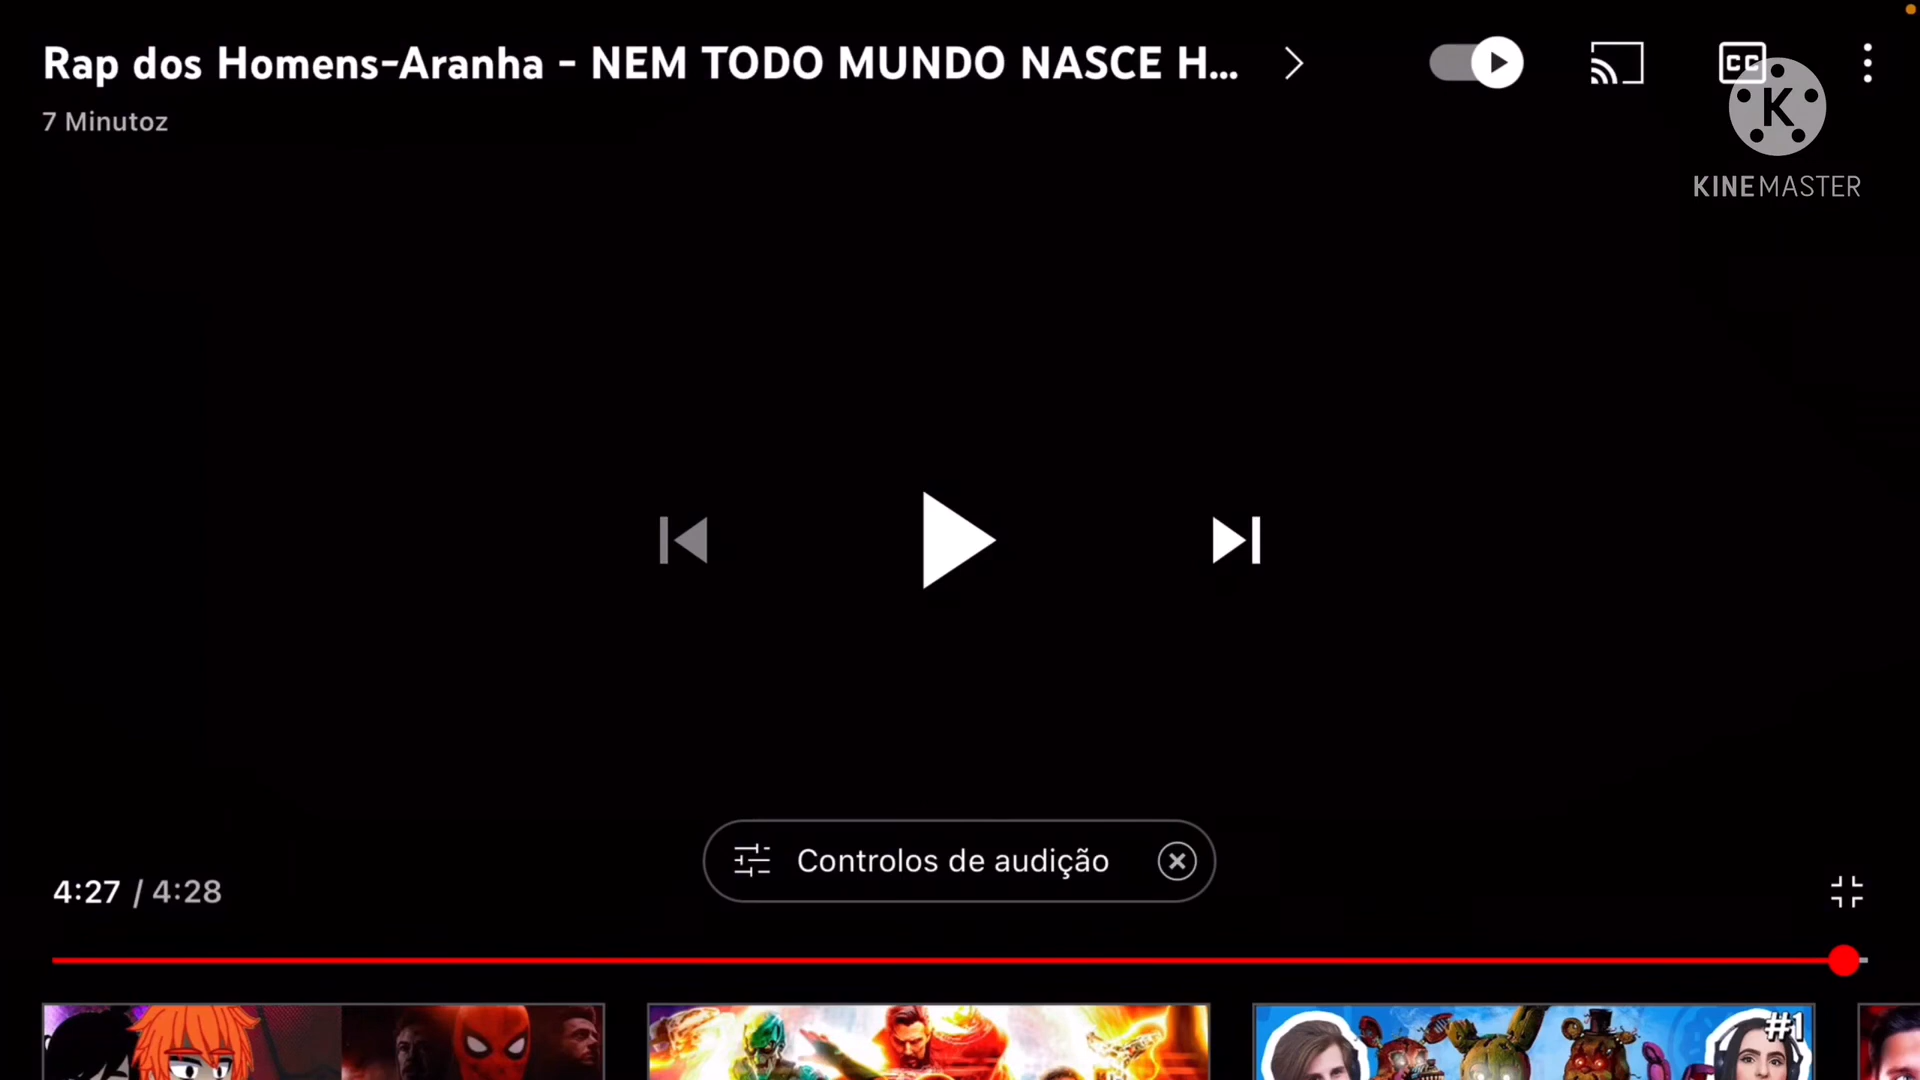 Rap dos Homens-Aranha - NEM TODO MUNDO NASCE H...
7 Minutoz
CC
K
KINEMASTER
Controlos de audição
4:27 / 4:28
#1